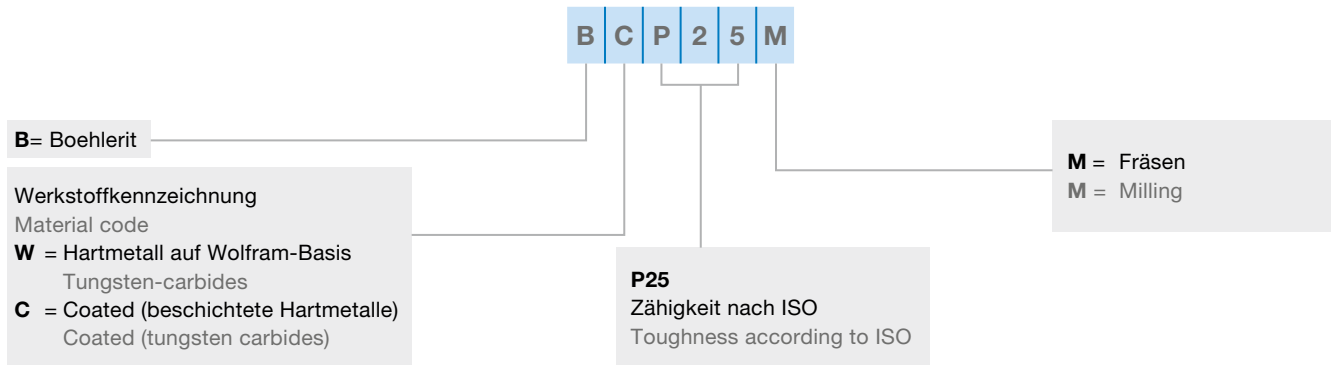 B C P 2 5 M
B= Boehlerit
Werkstoffkennzeichnung
Material code
W = Hartmetall auf Wolfram-Basis
Tungsten-carbides
C = Coated (beschichtete Hartmetalle)
Coated (tungsten carbides)
P25
Zähigkeit nach ISO
Toughness according to ISO
M = Fräsen
M = Milling